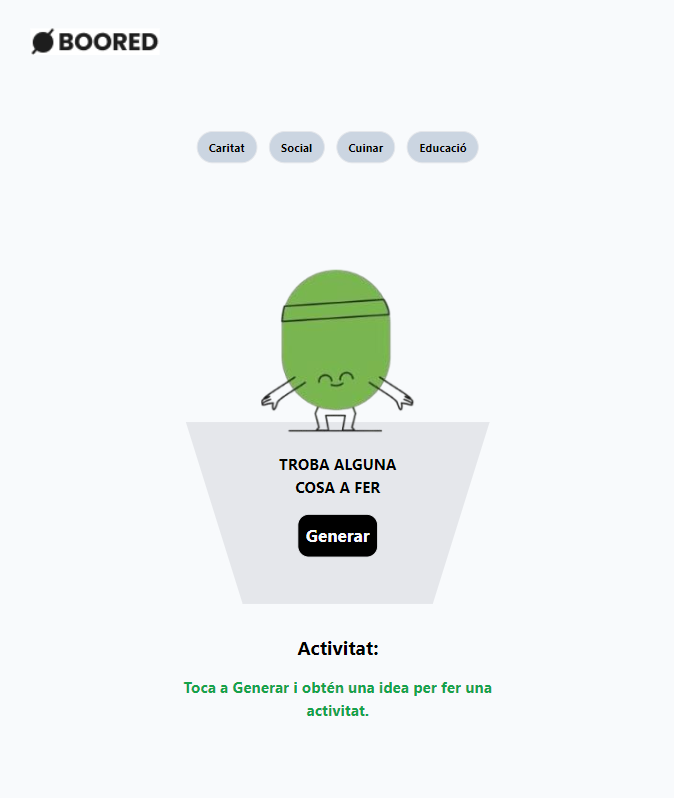 BOORED
Caritat Social Cuinar Educació
TROBA ALGUNA
COSA A FER
Generar
Activitat:
Toca a Generar i obtén una idea per fer una
activitat.